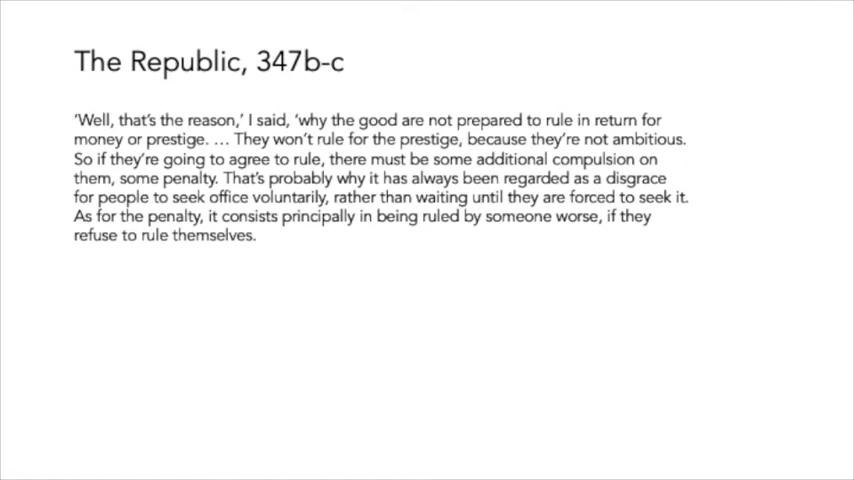 The Republic, 347b-c
‘Well, that’s the reason,’ I said, ‘why the good are not prepared to rule in return for
money or prestige. … They won’t rule for the prestige, because they’re not ambitious.
So if they’re going to agree to rule, there must be some additional compulsion on
them, some penalty. That’s probably why it has always been regarded as a disgrace
for people to seek office voluntarily, rather than waiting until they are forced to seek it.
As for the penalty, it consists principally in being ruled by someone worse, if they
refuse to rule themselves.